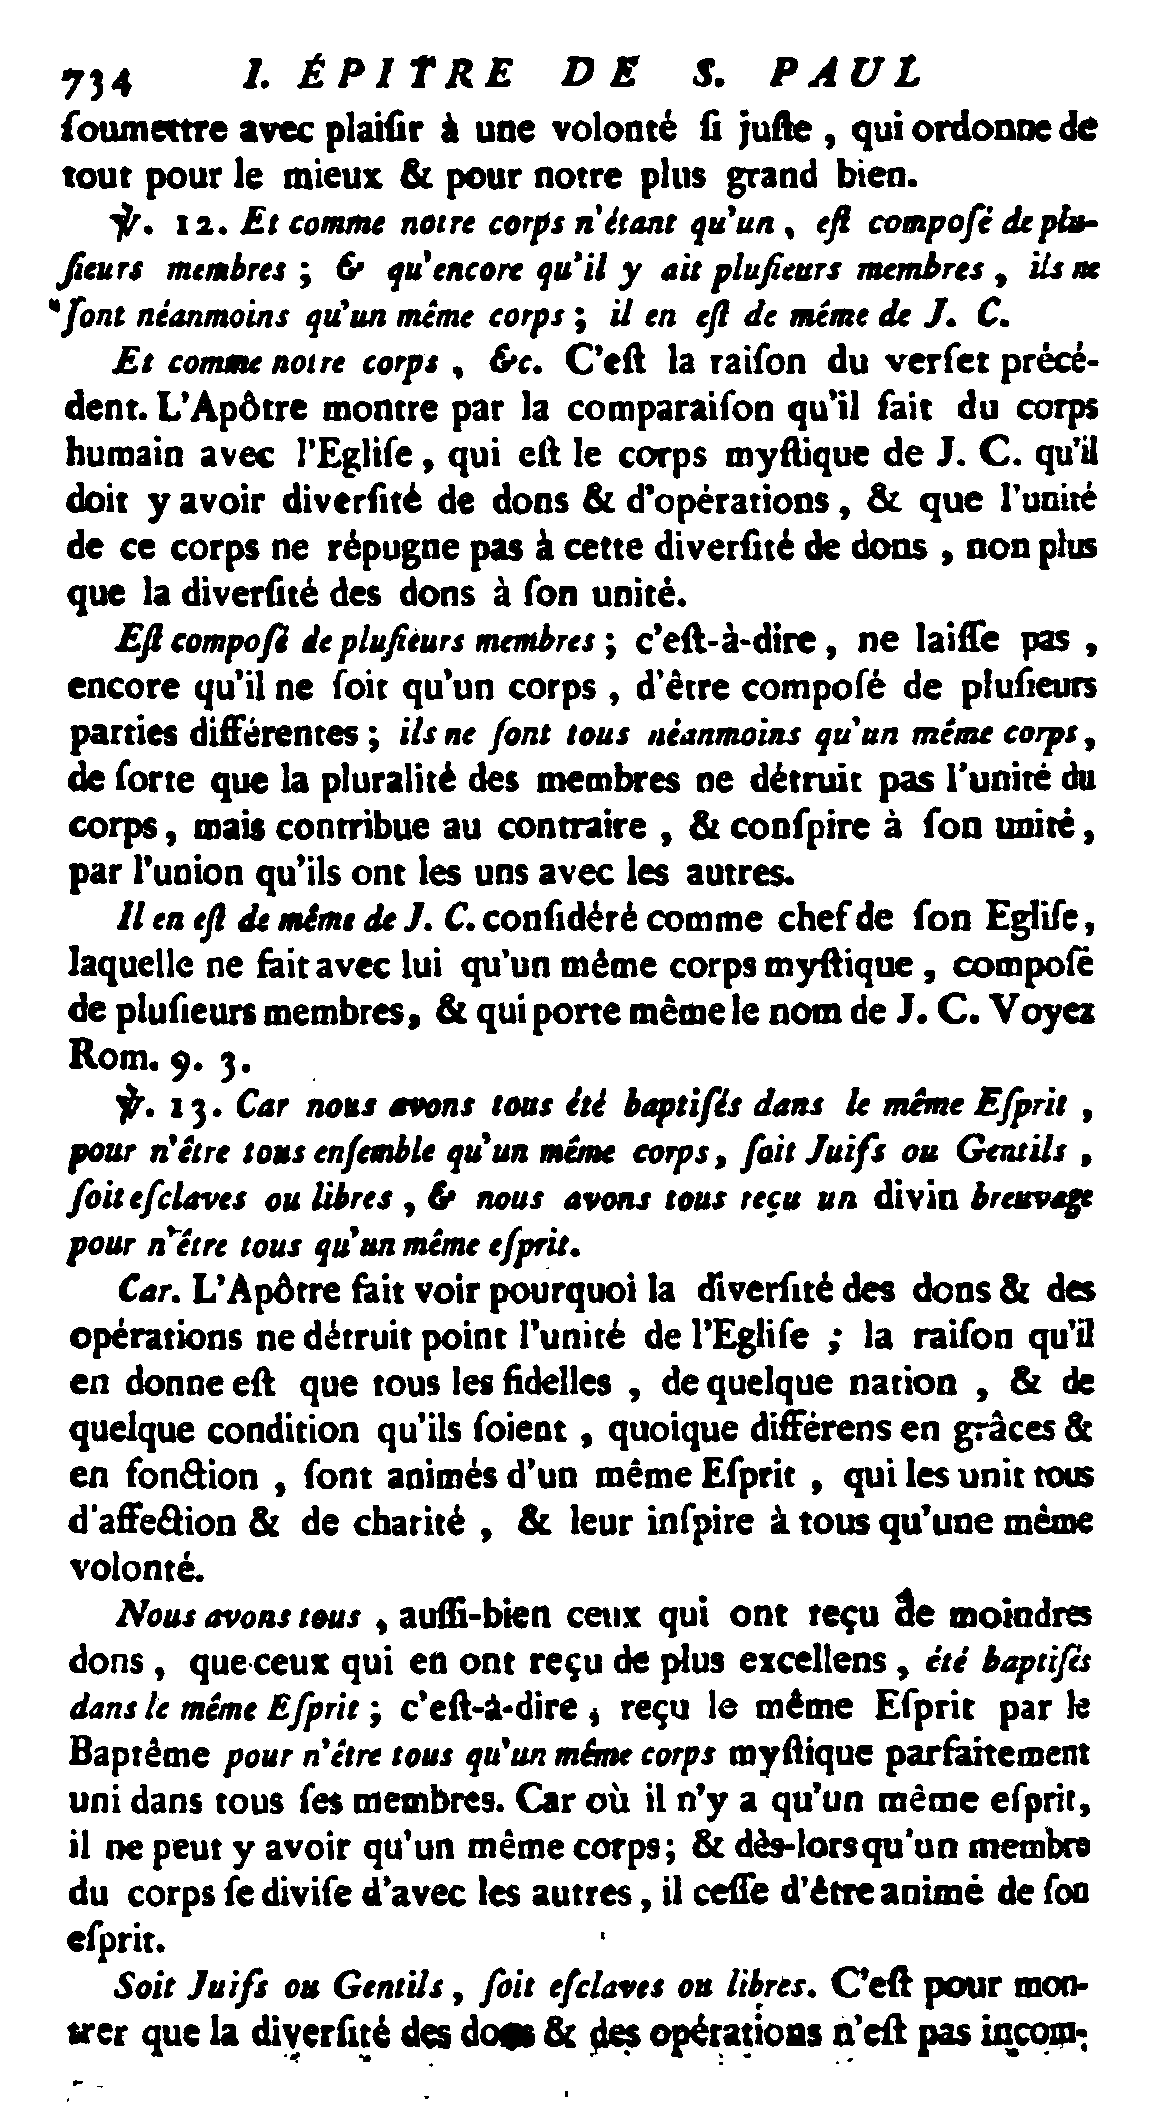 734 I. ÉPITRE DE S. PAUL
ſoumettre avec plaiſir à une volonté ſi juſte, qui ordonne de
tout pour le mieux & pour notre plus grand bien.
℣. 12. Et comme notre corps n'étant qu'un, eſt compoſé de plu-
ſieurs membres ; & qu'encore qu'il y ait pluſieurs membres, ils ne
ſont néanmoins qu'un même corps ; il en eſt de même de J. C.
Et comme notre corps, &c. C'eſt la raiſon du verſet précé-
dent. L'Apôtre montre par la comparaiſon qu'il fait du corps
humain avec l'Egliſe, qui eſt le corps myſtique de J. C. qu'il
doit y avoir diverſité de dons & d'opérations, & que l'unité
de ce corps ne répugne pas à cette diverſité de dons, non plus
que la diverſité des dons à ſon unité.
Eſt compoſé de pluſieurs membres ; c'eſt-à-dire, ne laiſſe pas,
encore qu'il ne ſoit qu'un corps, d'être compoſé de pluſieurs
parties différentes ; ils ne ſont tous néanmoins qu'un même corps,
de ſorte que la pluralité des membres ne détruit pas l'unité du
corps, mais contribue au contraire, & conſpire à ſon unité,
par l'union qu'ils ont les uns avec les autres.
Il en eſt de même de J. C. conſidéré comme chef de ſon Egliſe,
laquelle ne fait avec lui qu'un même corps myſtique, compoſé
de pluſieurs membres, & qui porte même le nom de J. C. Voyez
Rom. 9. 3.
℣. 13. Car nous avons tous été baptiſés dans le même Eſprit,
pour n'être tous enſemble qu'un même corps, ſoit Juifs ou Gentils,
ſoit eſclaves ou libres, & nous avons tous reçu un divin breuvage
pour n'être tous qu'un même eſprit.
Car. L'Apôtre fait voir pourquoi la diverſité des dons & des
opérations ne détruit point l'unité de l'Egliſe ; la raiſon qu'il
en donne eſt que tous les fidelles, de quelque nation, & de
quelque condition qu'ils ſoient, quoique différens en grâces &
en fonction, ſont animés d'un même Eſprit, qui les unit tous
d'affection & de charité, & leur inſpire à tous qu'une même
volonté.
Nous avons tous, auſſi-bien ceux qui ont reçu de moindres
dons, que ceux qui en ont reçu de plus excellens, été baptiſés
dans le même Eſprit ; c'eſt-à-dire, reçu le même Eſprit par le
Baptême pour n'être tous qu'un même corps myſtique parfaitement
uni dans tous ſes membres. Car où il n'y a qu'un même eſprit,
il ne peut y avoir qu'un même corps ; & dès-lors qu'un membre
du corps ſe diviſe d'avec les autres, il ceſſe d'être animé de ſon
eſprit.
Soit Juifs ou Gentils, ſoit eſclaves ou libres. C'eſt pour mon-
trer que la diverſité des dons & des opérations n'eſt pas incom-